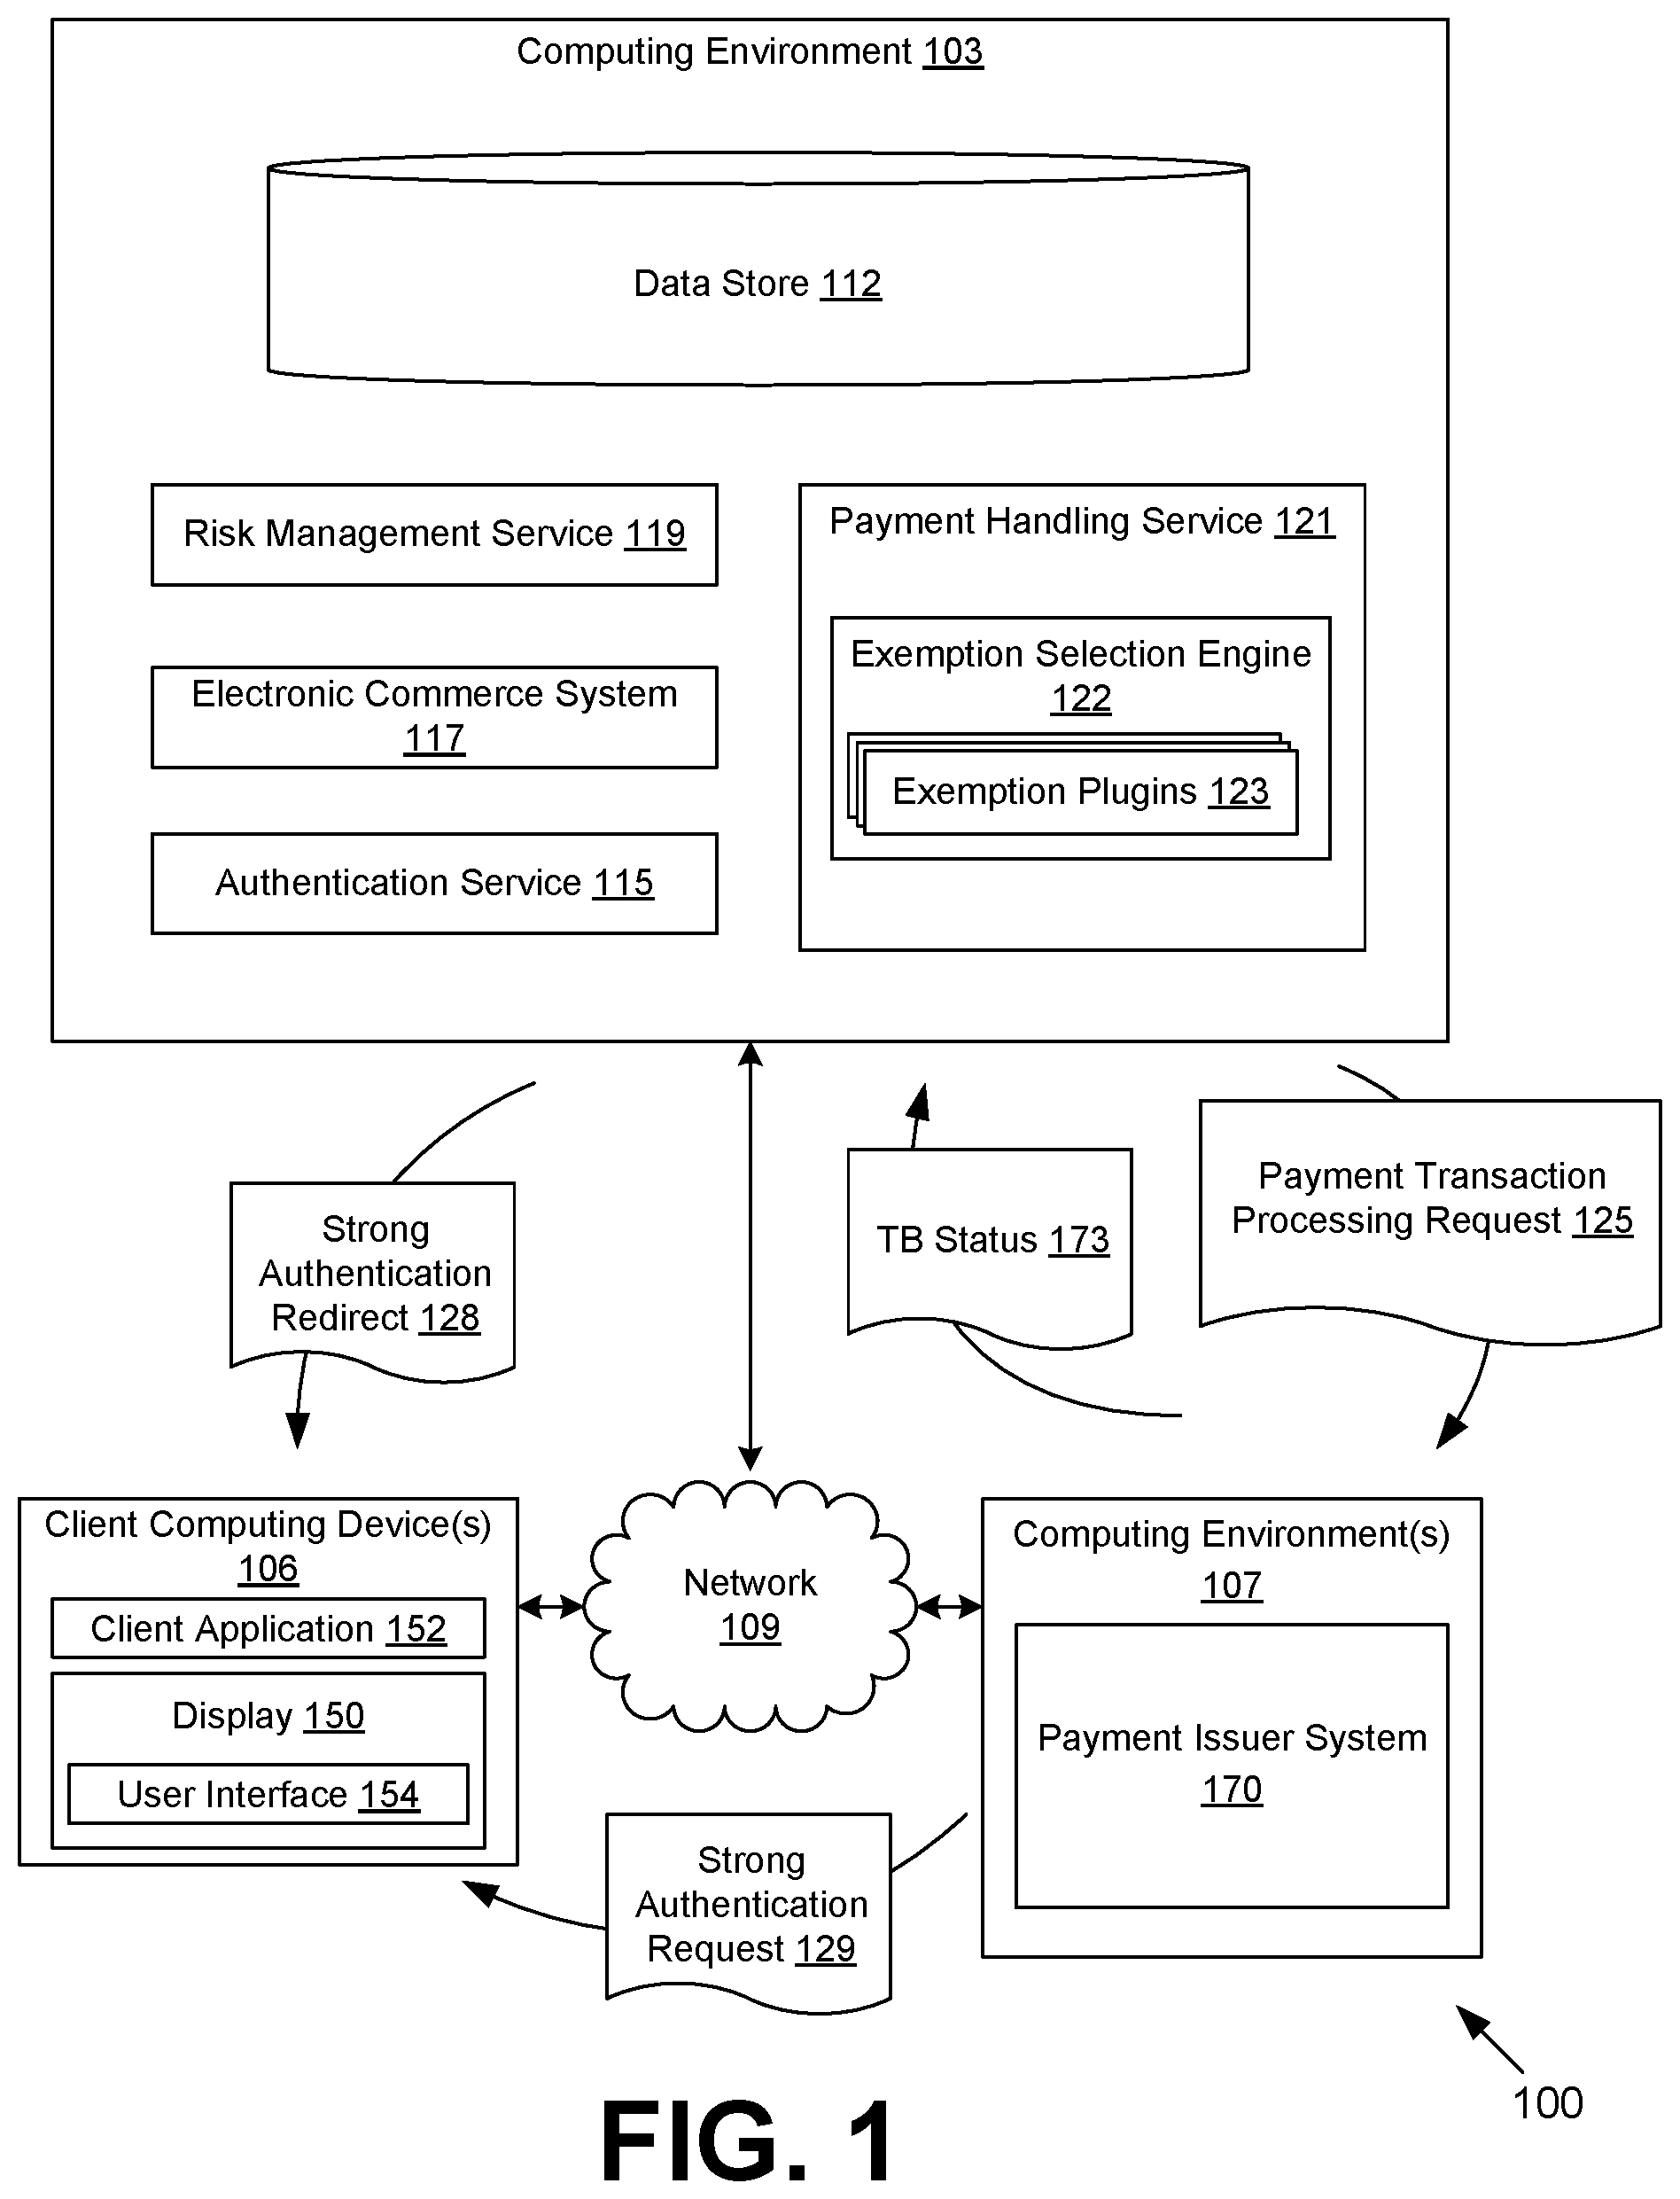 Computing Environment 103
Data Store 112
Risk Management Service 119
Electronic Commerce System
117
Authentication Service 115
Payment Handling Service 121
Exemption Selection Engine
122
Exemption Plugins 123
Strong
Authentication
Redirect 128
TB Status 173
Payment Transaction
Processing Request 125
Client Computing Device(s)
106
Client Application 152
Display 150
User Interface 154
Network
109
Computing Environment(s)
107
Payment Issuer System
170
Strong
Authentication
Request 129
100
FIG. 1